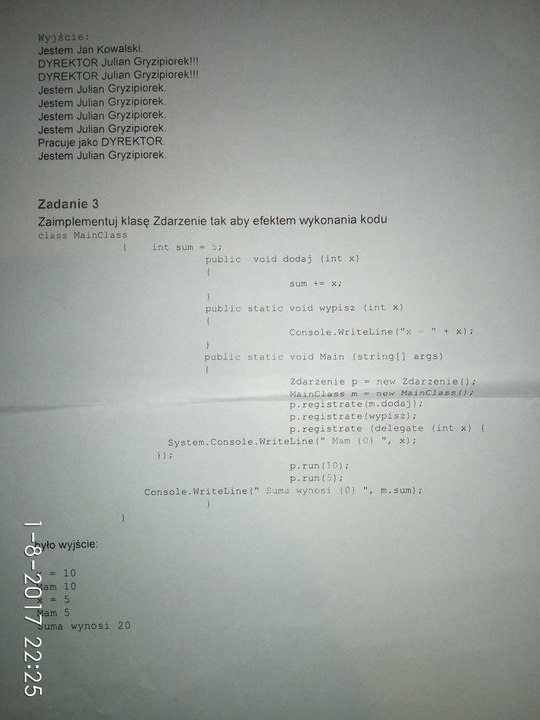 Wyjście:
Jestem Jan Kowalski.
DYREKTOR Julian Gryzipiorek!!!
DYREKTOR Julian Gryzipiorek!!!
Jestem Julian Gryzipiorek.
Jestem Julian Gryzipiorek.
Jestem Julian Gryzipiorek.
Jestem Julian Gryzipiorek.
Pracuje jako DYREKTOR.
Jestem Julian Gryzipiorek.
Zadanie 3
Zaimplementuj klasę Zdarzenie tak aby efektem wykonania kodu
class MainClass
{ int sum = 5;
public void dodaj (int x)
{
sum += x;
}
public static void wypisz (int x)
{
Console.WriteLine("x = " + x);
}
public static void Main (string[] args)
{
Zdarzenie p = new Zdarzenie();
MainClass m = new MainClass();
p.registrate(m.dodaj);
p.registrate(wypisz);
p.registrate (delegate (int x) {
System.Console.WriteLine(" Mam {0} ", x);
});
p.run(10);
p.run(5);
Console.WriteLine(" Suma wynosi {0} ", m.sum);
}
}
było wyjście:
= 10
Mam 10
x = 5
Mam 5
Suma wynosi 20
1-8-2017 22:25